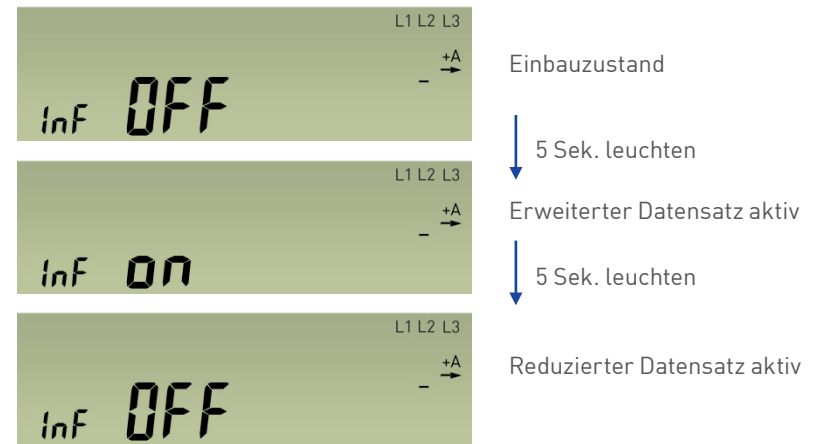 L1 L2 L3
+A
InF OFF
Einbauzustand
5 Sek. leuchten
L1 L2 L3
+A
InF on
Erweiterter Datensatz aktiv
5 Sek. leuchten
L1 L2 L3
+A
InF OFF
Reduzierter Datensatz aktiv